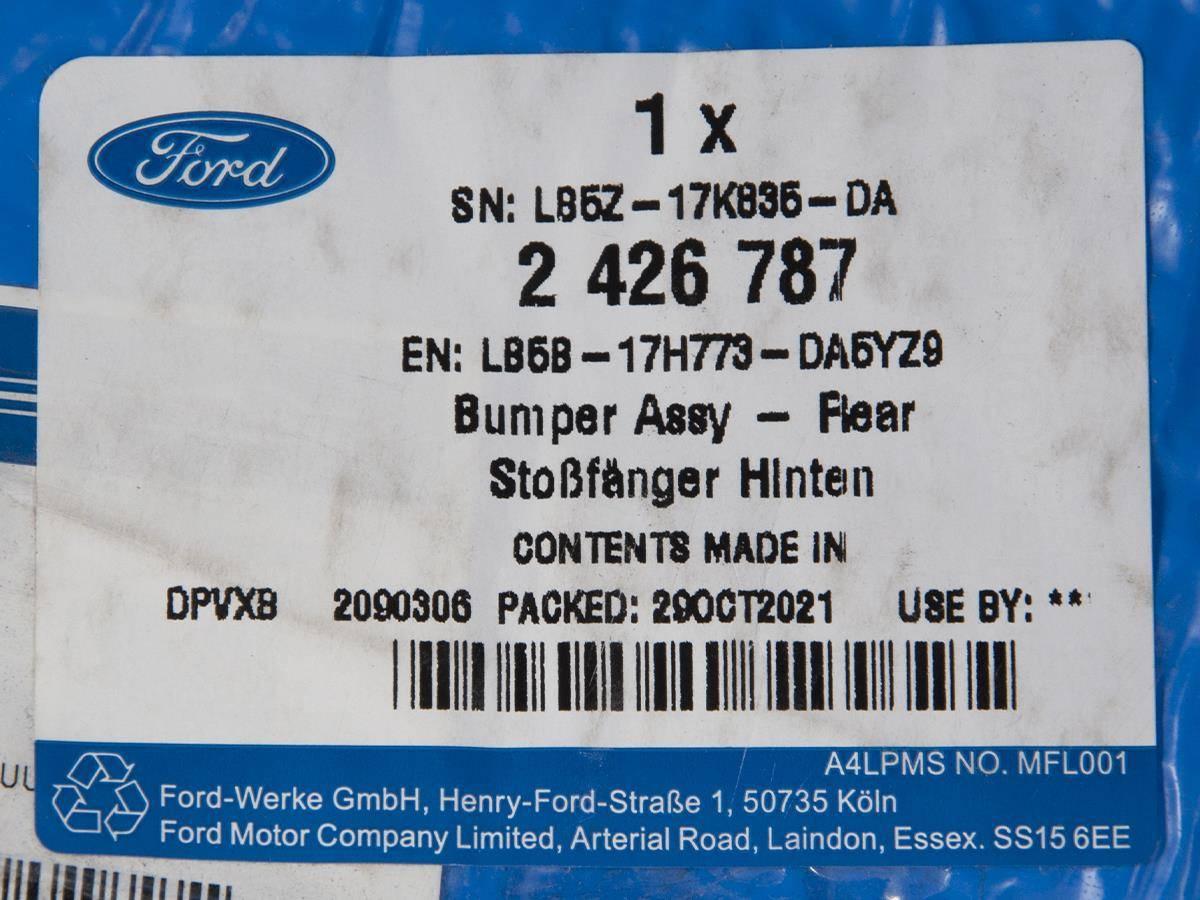 Ford
1 x
SN: LB5Z-17K835-DA
2 426 787
EN: LB5B-17H773-DA5YZ9
Bumper Assy - Rear
Stoßfänger Hinten
CONTENTS MADE IN
DPVXB 2090306 PACKED: 29OCT2021 USE BY: **
A4LPMS NO. MFL001
Ford-Werke GmbH, Henry-Ford-Straße 1, 50735 Köln
Ford Motor Company Limited, Arterial Road, Laindon, Essex. SS15 6EE